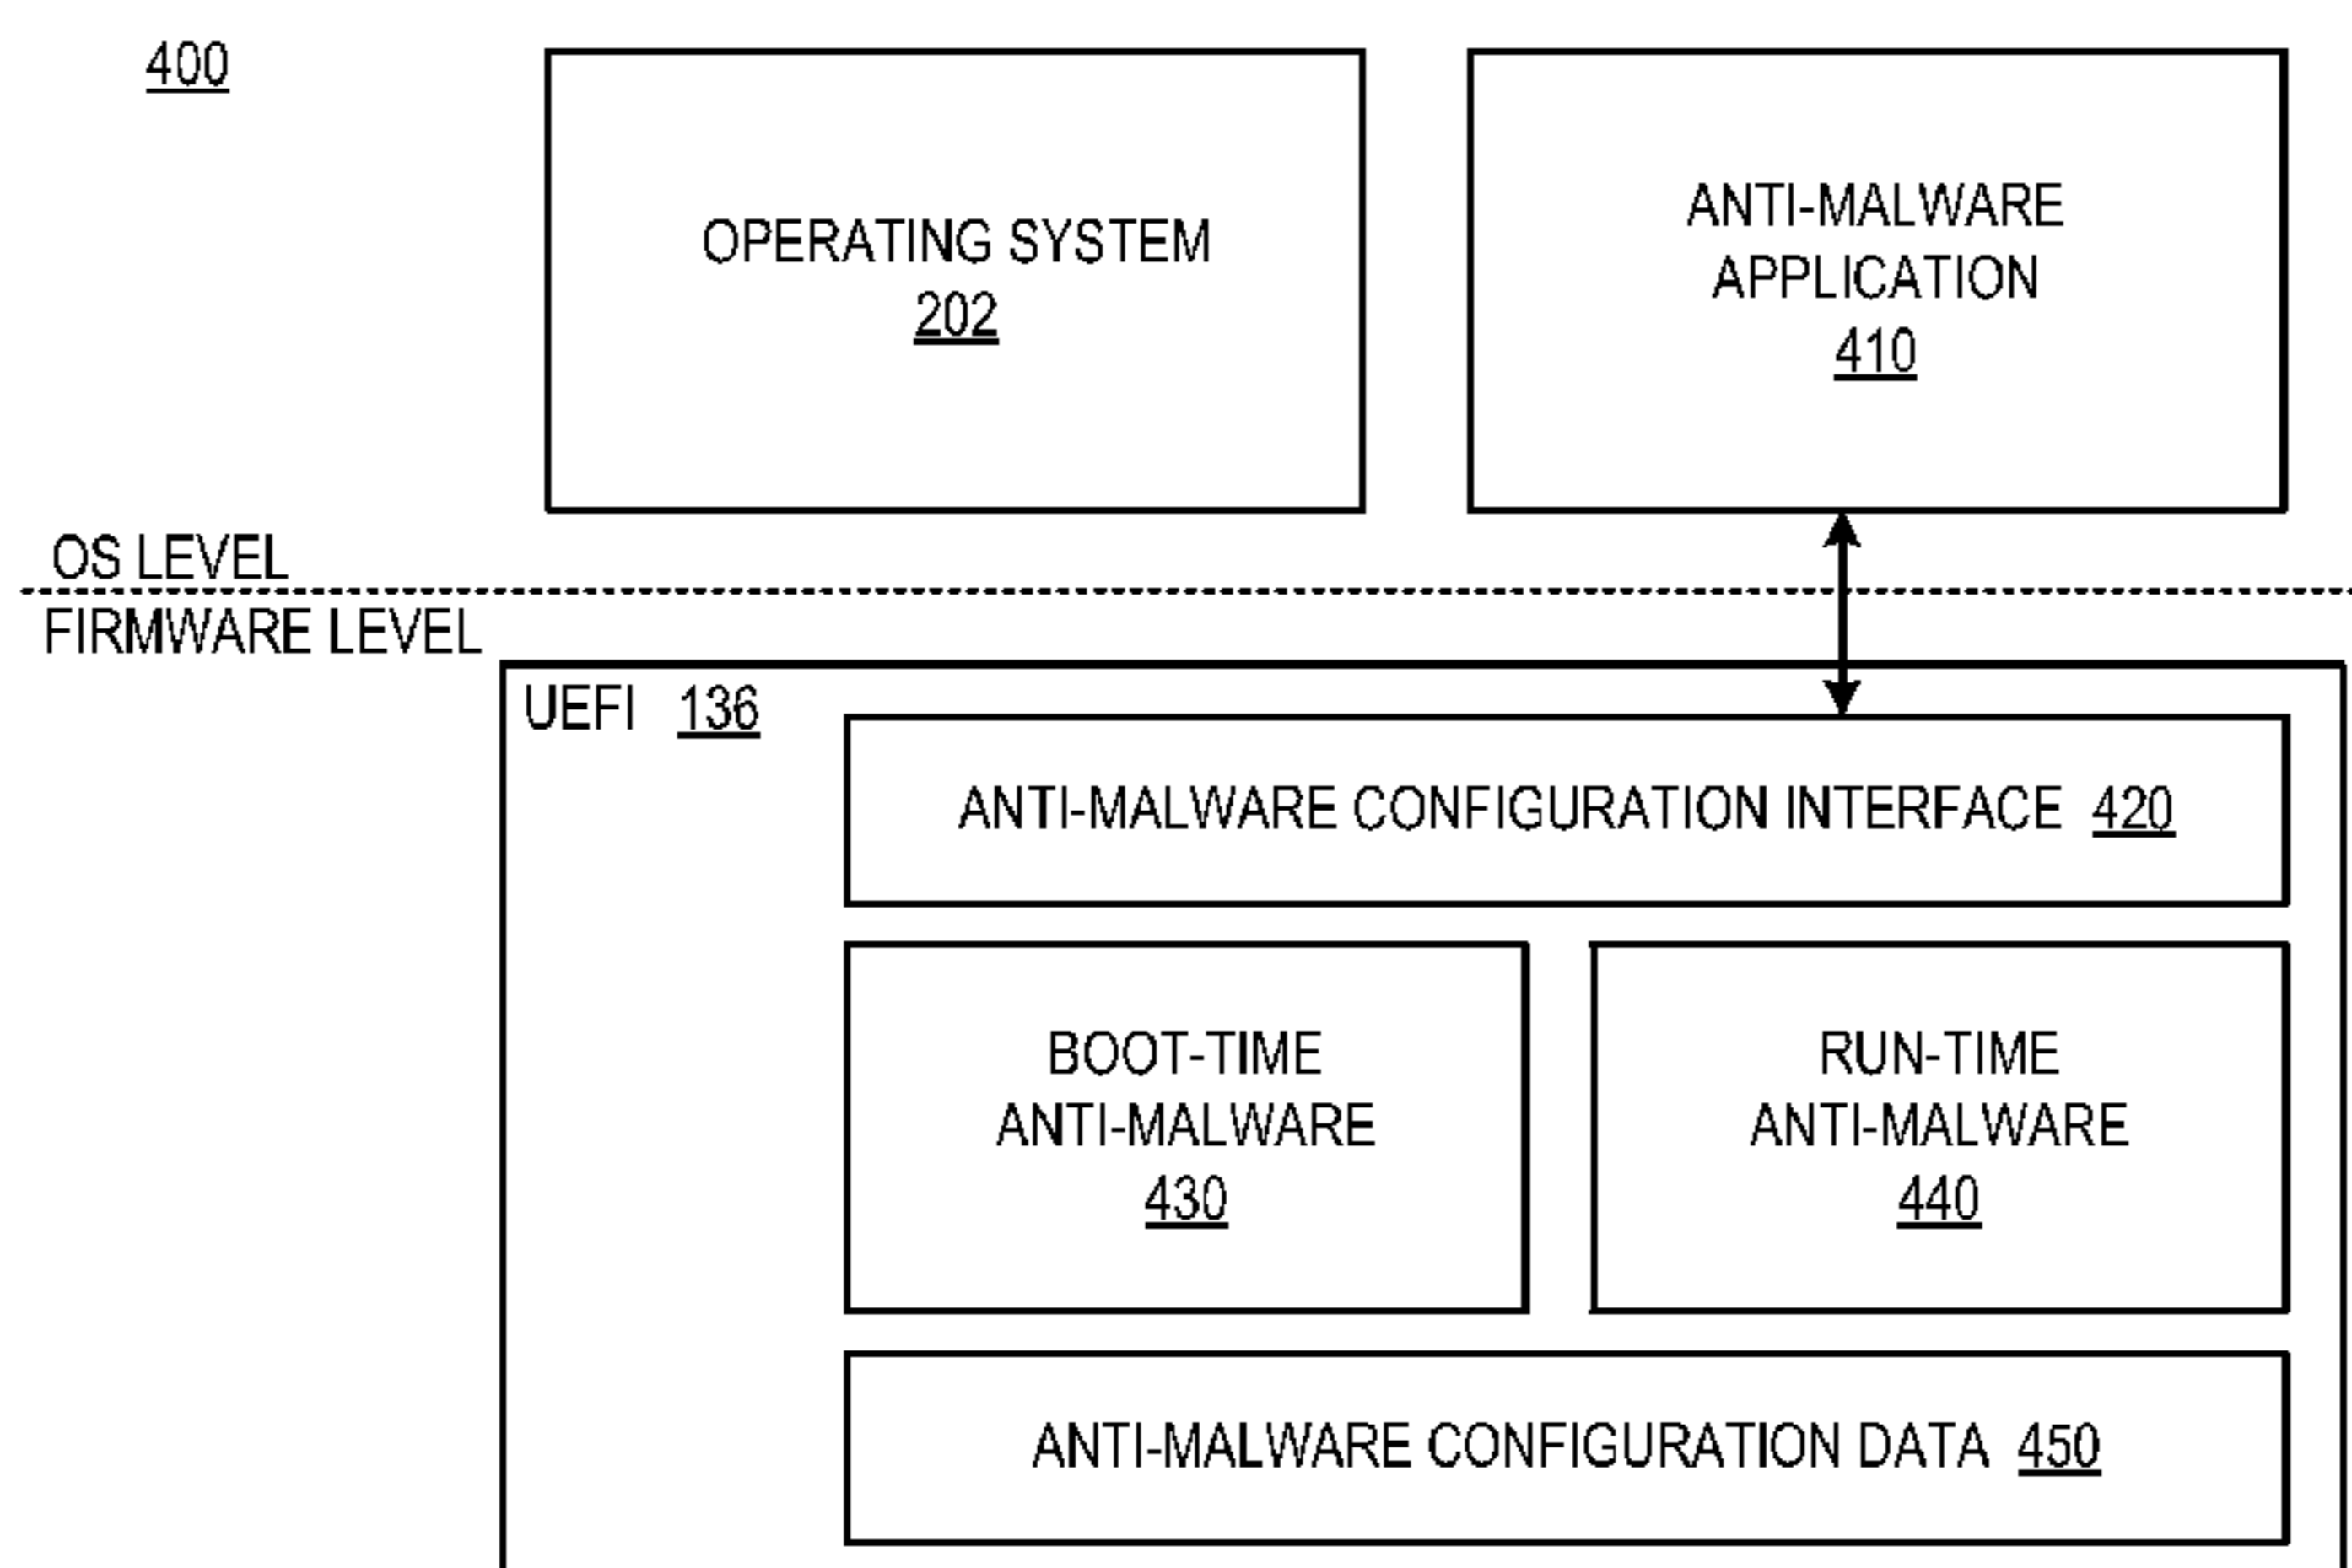 400
OPERATING SYSTEM
202
ANTI-MALWARE
APPLICATION
410
OS LEVEL
FIRMWARE LEVEL
UEFI 136
ANTI-MALWARE CONFIGURATION INTERFACE 420
BOOT-TIME
ANTI-MALWARE
430
RUN-TIME
ANTI-MALWARE
440
ANTI-MALWARE CONFIGURATION DATA 450